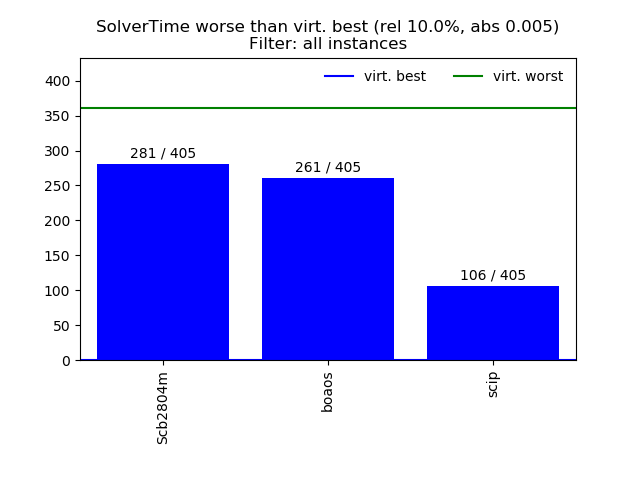 SolverTime worse than virt. best (rel 10.0%, abs 0.005)
Filter: all instances
virt. best
virt. worst
400
350
300
250
200
150
100
50
0
281 / 405
261 / 405
106 / 405
Scb2804m
boaos
scip